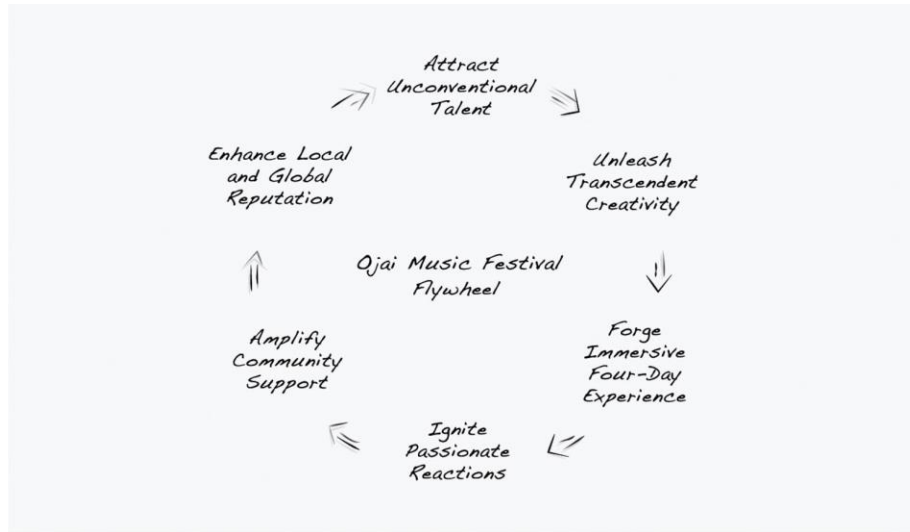 Attract
Unconventional
Talent
Unleash
Transcendent
Creativity
Forge
Immersive
Four-Day
Experience
Ignite
Passionate
Reactions
Amplify
Community
Support
Enhance Local
and Global
Reputation
Ojai Music Festival
Flywheel